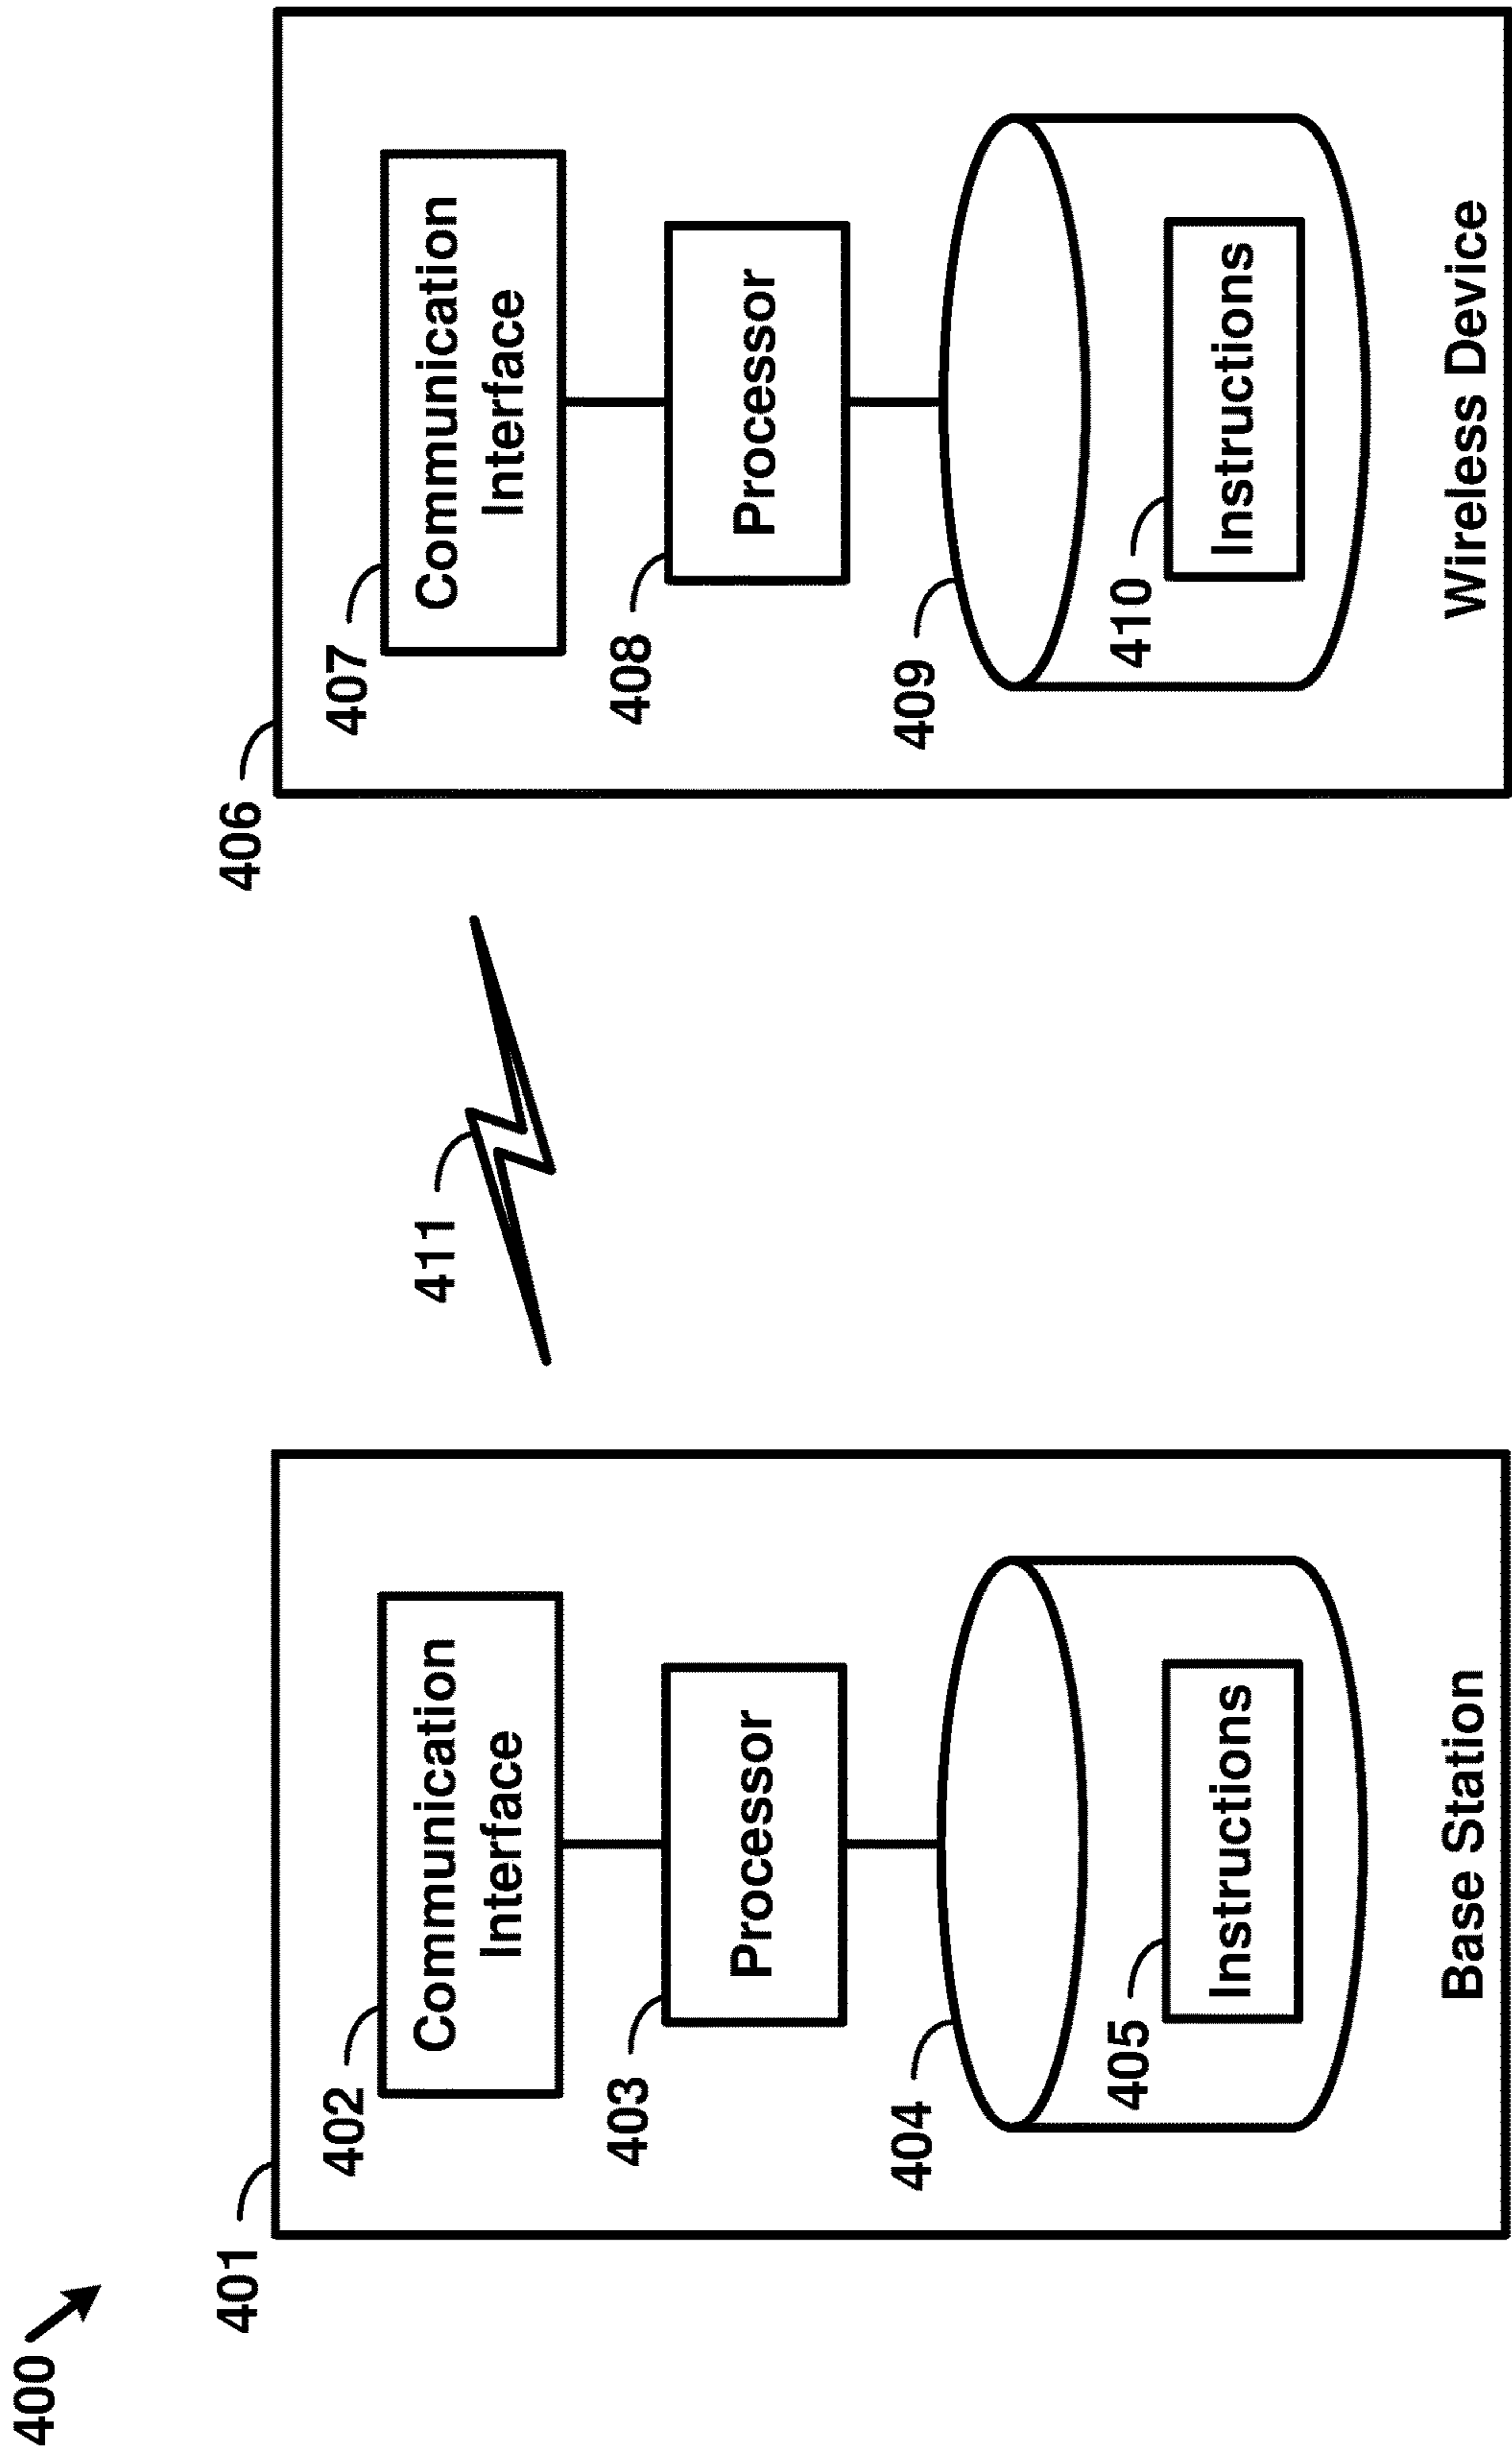 400
401
402
Communication
Interface
403
Processor
404
405
Instructions
Base Station
411
406
407
Communication
Interface
408
Processor
409
410
Instructions
Wireless Device